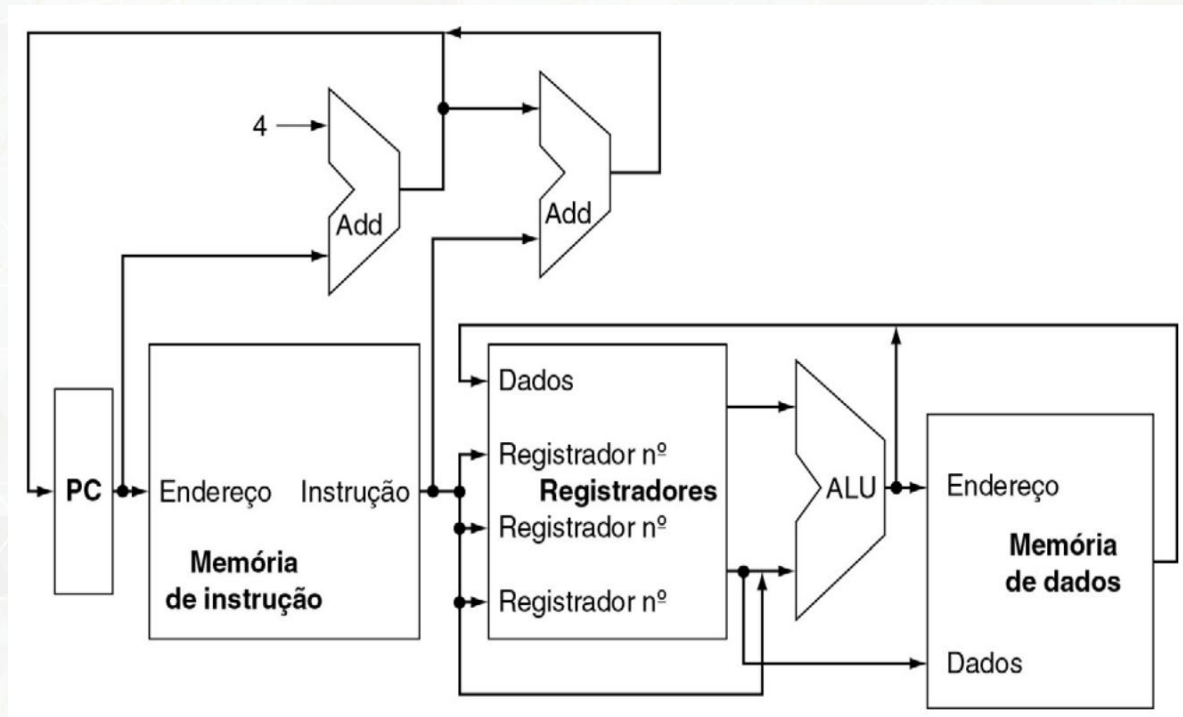 4
Add
Add
Dados
Registrador nº
PC
Endereço
Instrução
Registradores
ALU
Endereço
Registrador nº
Memória
de instrução
Memória
de dados
Registrador nº
Dados